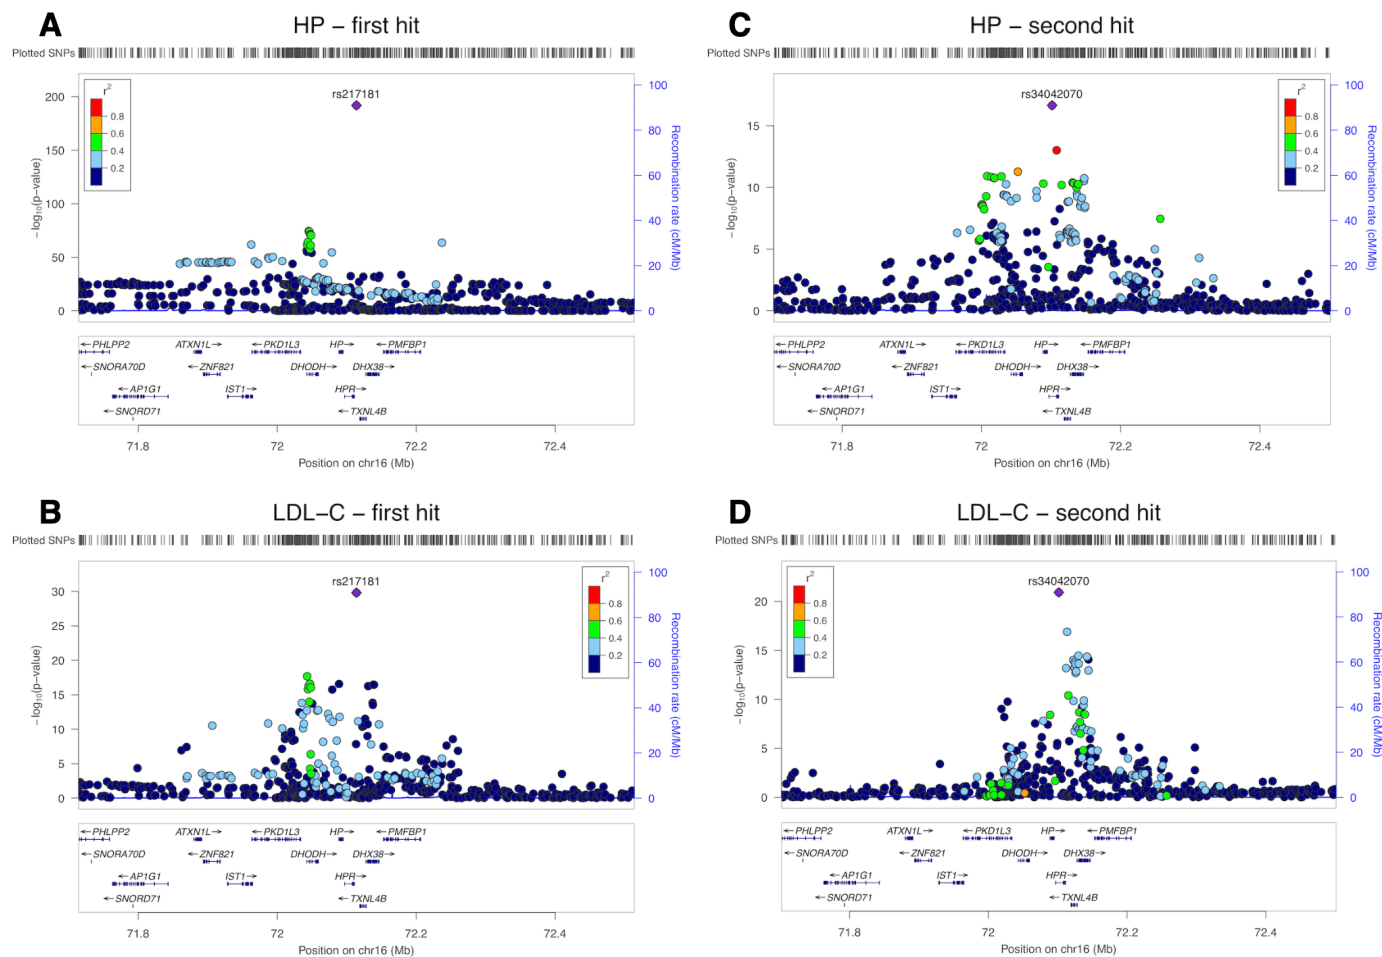 A
HP – first hit
Plotted SNPs
rs217181
r²
0.8
0.6
0.4
0.2
200
150
100
50
0
– log10(p–value)
100
80
60
40
20
0
Recombination rate (cM/Mb)
←PHLPP2 ATXN1L→ ←PKD1L3 HP→ ←PMFBP1
←SNORA70D ←ZNF821 DHODH→ DHX38→
←AP1G1 IST1→ HPR→
←SNORD71 ←TXNL4B
71.8 72 72.2 72.4
Position on chr16 (Mb)
C
HP – second hit
Plotted SNPs
rs34042070
r²
0.8
0.6
0.4
0.2
15
10
5
0
– log10(p–value)
100
80
60
40
20
0
Recombination rate (cM/Mb)
←PHLPP2 ATXN1L→ ←PKD1L3 HP→ ←PMFBP1
←SNORA70D ←ZNF821 DHODH→ DHX38→
←AP1G1 IST1→ HPR→
←SNORD71 ←TXNL4B
71.8 72 72.2 72.4
Position on chr16 (Mb)
B
LDL–C – first hit
Plotted SNPs
rs217181
r²
0.8
0.6
0.4
0.2
30
25
20
15
10
5
0
– log10(p–value)
100
80
60
40
20
0
Recombination rate (cM/Mb)
←PHLPP2 ATXN1L→ ←PKD1L3 HP→ ←PMFBP1
←SNORA70D ←ZNF821 DHODH→ DHX38→
←AP1G1 IST1→ HPR→
←SNORD71 ←TXNL4B
71.8 72 72.2 72.4
Position on chr16 (Mb)
D
LDL–C – second hit
Plotted SNPs
rs34042070
r²
0.8
0.6
0.4
0.2
20
15
10
5
0
– log10(p–value)
100
80
60
40
20
0
Recombination rate (cM/Mb)
←PHLPP2 ATXN1L→ ←PKD1L3 HP→ ←PMFBP1
←SNORA70D ←ZNF821 DHODH→ DHX38→
←AP1G1 IST1→ HPR→
←SNORD71 ←TXNL4B
71.8 72 72.2 72.4
Position on chr16 (Mb)